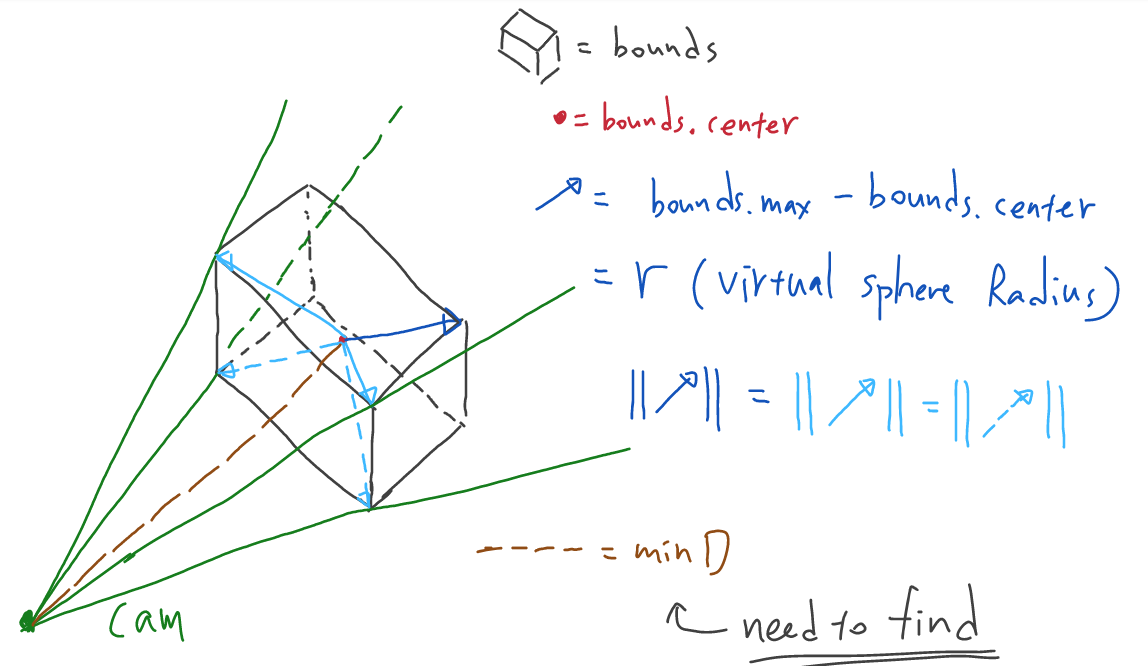 = bounds
= bounds.center
= bounds.max - bounds.center
= r (virtual sphere Radius)
|| || = || || = || ||
---- = min D
Cam
need to find